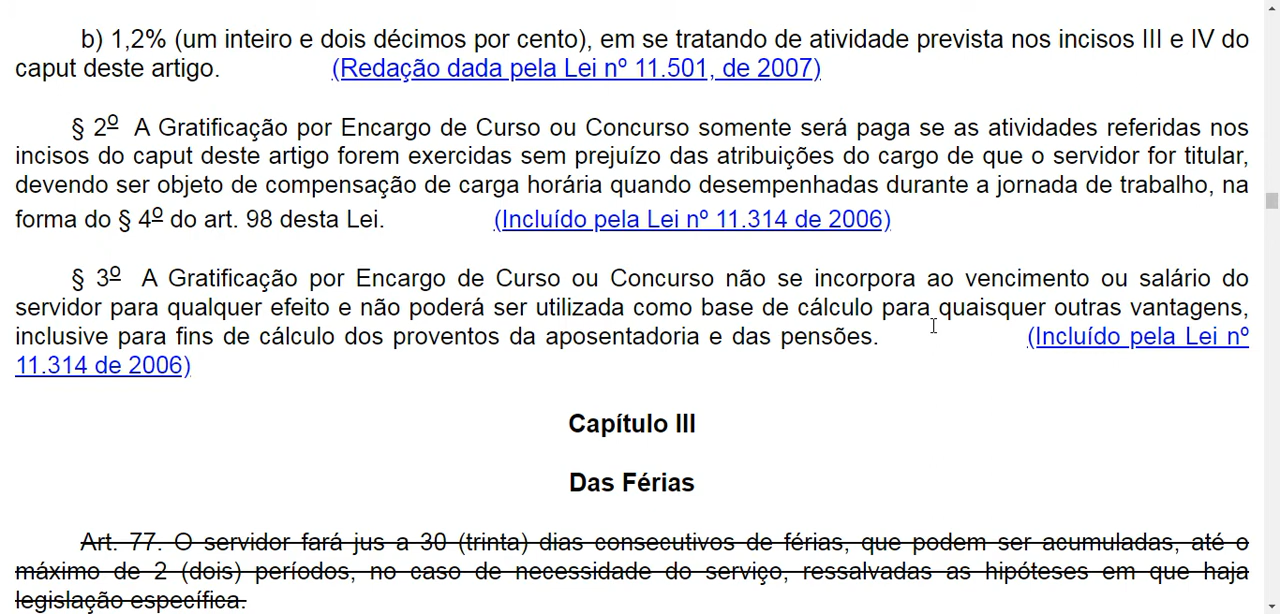 b) 1,2% (um inteiro e dois décimos por cento), em se tratando de atividade prevista nos incisos III e IV do
caput deste artigo. (Redação dada pela Lei nº 11.501, de 2007)
§ 2º A Gratificação por Encargo de Curso ou Concurso somente será paga se as atividades referidas nos
incisos do caput deste artigo forem exercidas sem prejuízo das atribuições do cargo de que o servidor for titular,
devendo ser objeto de compensação de carga horária quando desempenhadas durante a jornada de trabalho, na
forma do § 4º do art. 98 desta Lei. (Incluído pela Lei nº 11.314 de 2006)
§ 3º A Gratificação por Encargo de Curso ou Concurso não se incorpora ao vencimento ou salário do
servidor para qualquer efeito e não poderá ser utilizada como base de cálculo para quaisquer outras vantagens,
inclusive para fins de cálculo dos proventos da aposentadoria e das pensões. (Incluído pela Lei nº
11.314 de 2006)
Capítulo III
Das Férias
Art. 77. O servidor fará jus a 30 (trinta) dias consecutivos de férias, que podem ser acumuladas, até o
máximo de 2 (dois) períodos, no caso de necessidade do serviço, ressalvadas as hipóteses em que haja
legislação específica.